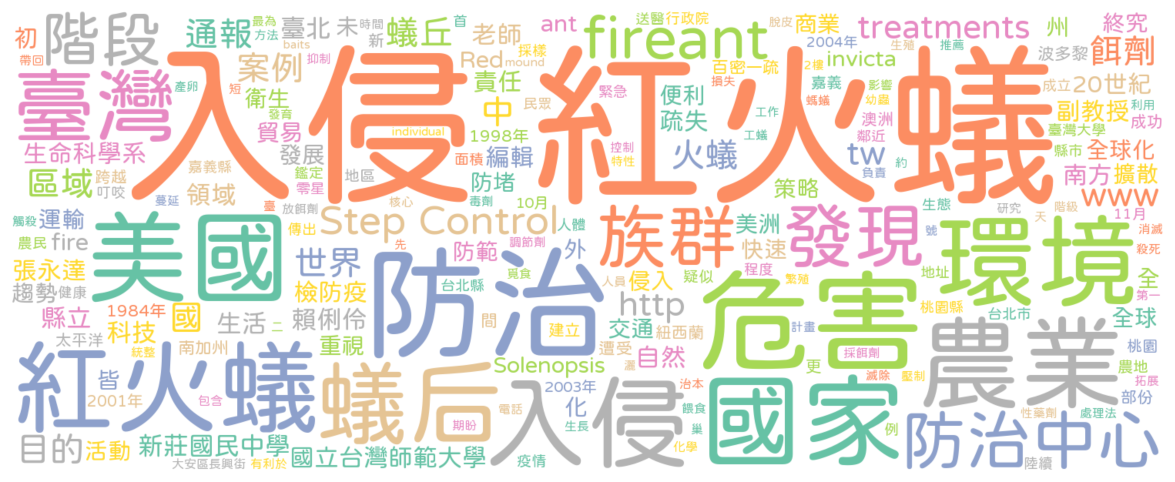 入侵紅火蟻
臺灣
階段
初
帶回
最為
方法
時間
通報
臺北
未
新
蟻丘
首
ant
送醫
行政院
fireant
商業
treatments
州
終究
波多黎
餌劑
案例
baits
抑制
老師
採樣
Red
mound
責任
百密一疏
2樓
2004年
invicta
脫皮
生殖
推薦
成立
20世紀
產卵
短
衛生
發育
中
民眾
緊急
損失
便利
疏失
嘉義
螞蟻
影響
幼蟲
副教授
利用
成功
貿易
individual
1998年
工作
工蟻
澳洲
鄰近
臺灣大學
生命科學系
嘉義縣
發展
面積
編輯
控制
特性
火蟻
tw
負責
約
縣市
全球化
區域
跨越
叮咬
鑑定
零星
地區
領域
防堵
策略
南方
擴散
蔓延
臺
放餌劑
核心
毒劑
10月
生態
研究
天
階級
www
觸殺
運輸
傳出
Step Control
人體
族群
美洲
發現
號
11月
消滅
環境
農民
fire
美國
先
調節劑
防範
外
快速
殺死
張永達
世界
防治
覓食
人員
侵入
疑似
程度
繁殖
地址
全
第一
趨勢
健康
檢防疫
台北縣
http
危害
桃園縣
台北市
縣立
1984年
國
生活
二
賴俐伶
間
建立
交通
紐西蘭
計畫
農業
全球
太平洋
科技
統整
南加州
重視
遭受
自然
採餌劑
更
桃園
紅火蟻
皆
2001年
包含
蟻后
Solenopsis
溼
滅除
壓制
農地
拓展
部份
入侵
2003年
化
生長
治本
餵食
巢
化學
國家
例
性藥劑
處理法
目的
活動
新莊國民中學
期盼
電話
防治中心
大安區長興街
有利於
國立台灣師範大學
疫情
陸續